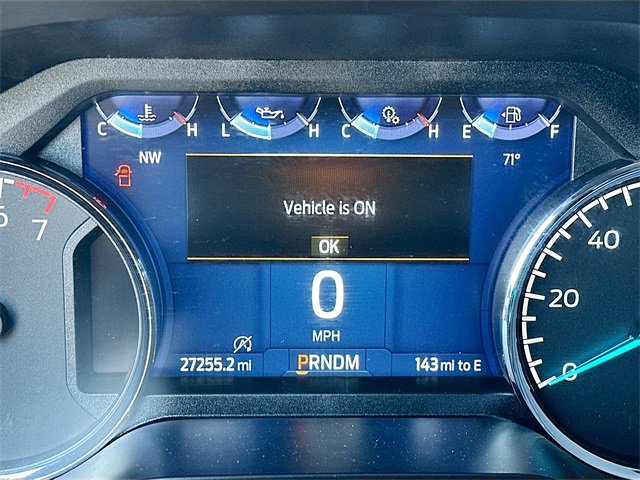 C H L H C H E F
NW 71°
Vehicle is ON
OK
6
7
0
MPH
40
20
0
27255.2 mi PRNDM 143 mi to E